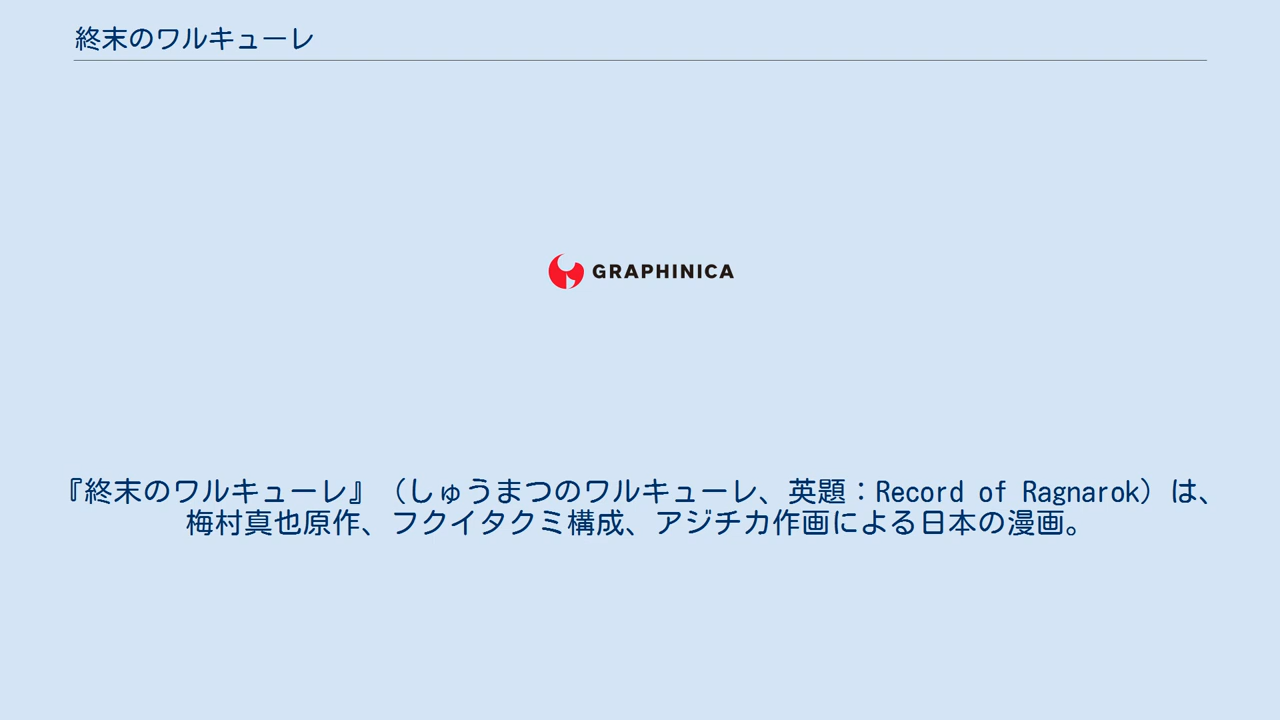 終末のワルキューレ
GRAPHINICA
『終末のワルキューレ』（しゅうまつのワルキューレ、英題：Record of Ragnarok）は、
梅村真也原作、フクイタクミ構成、アジチカ作画による日本の漫画。